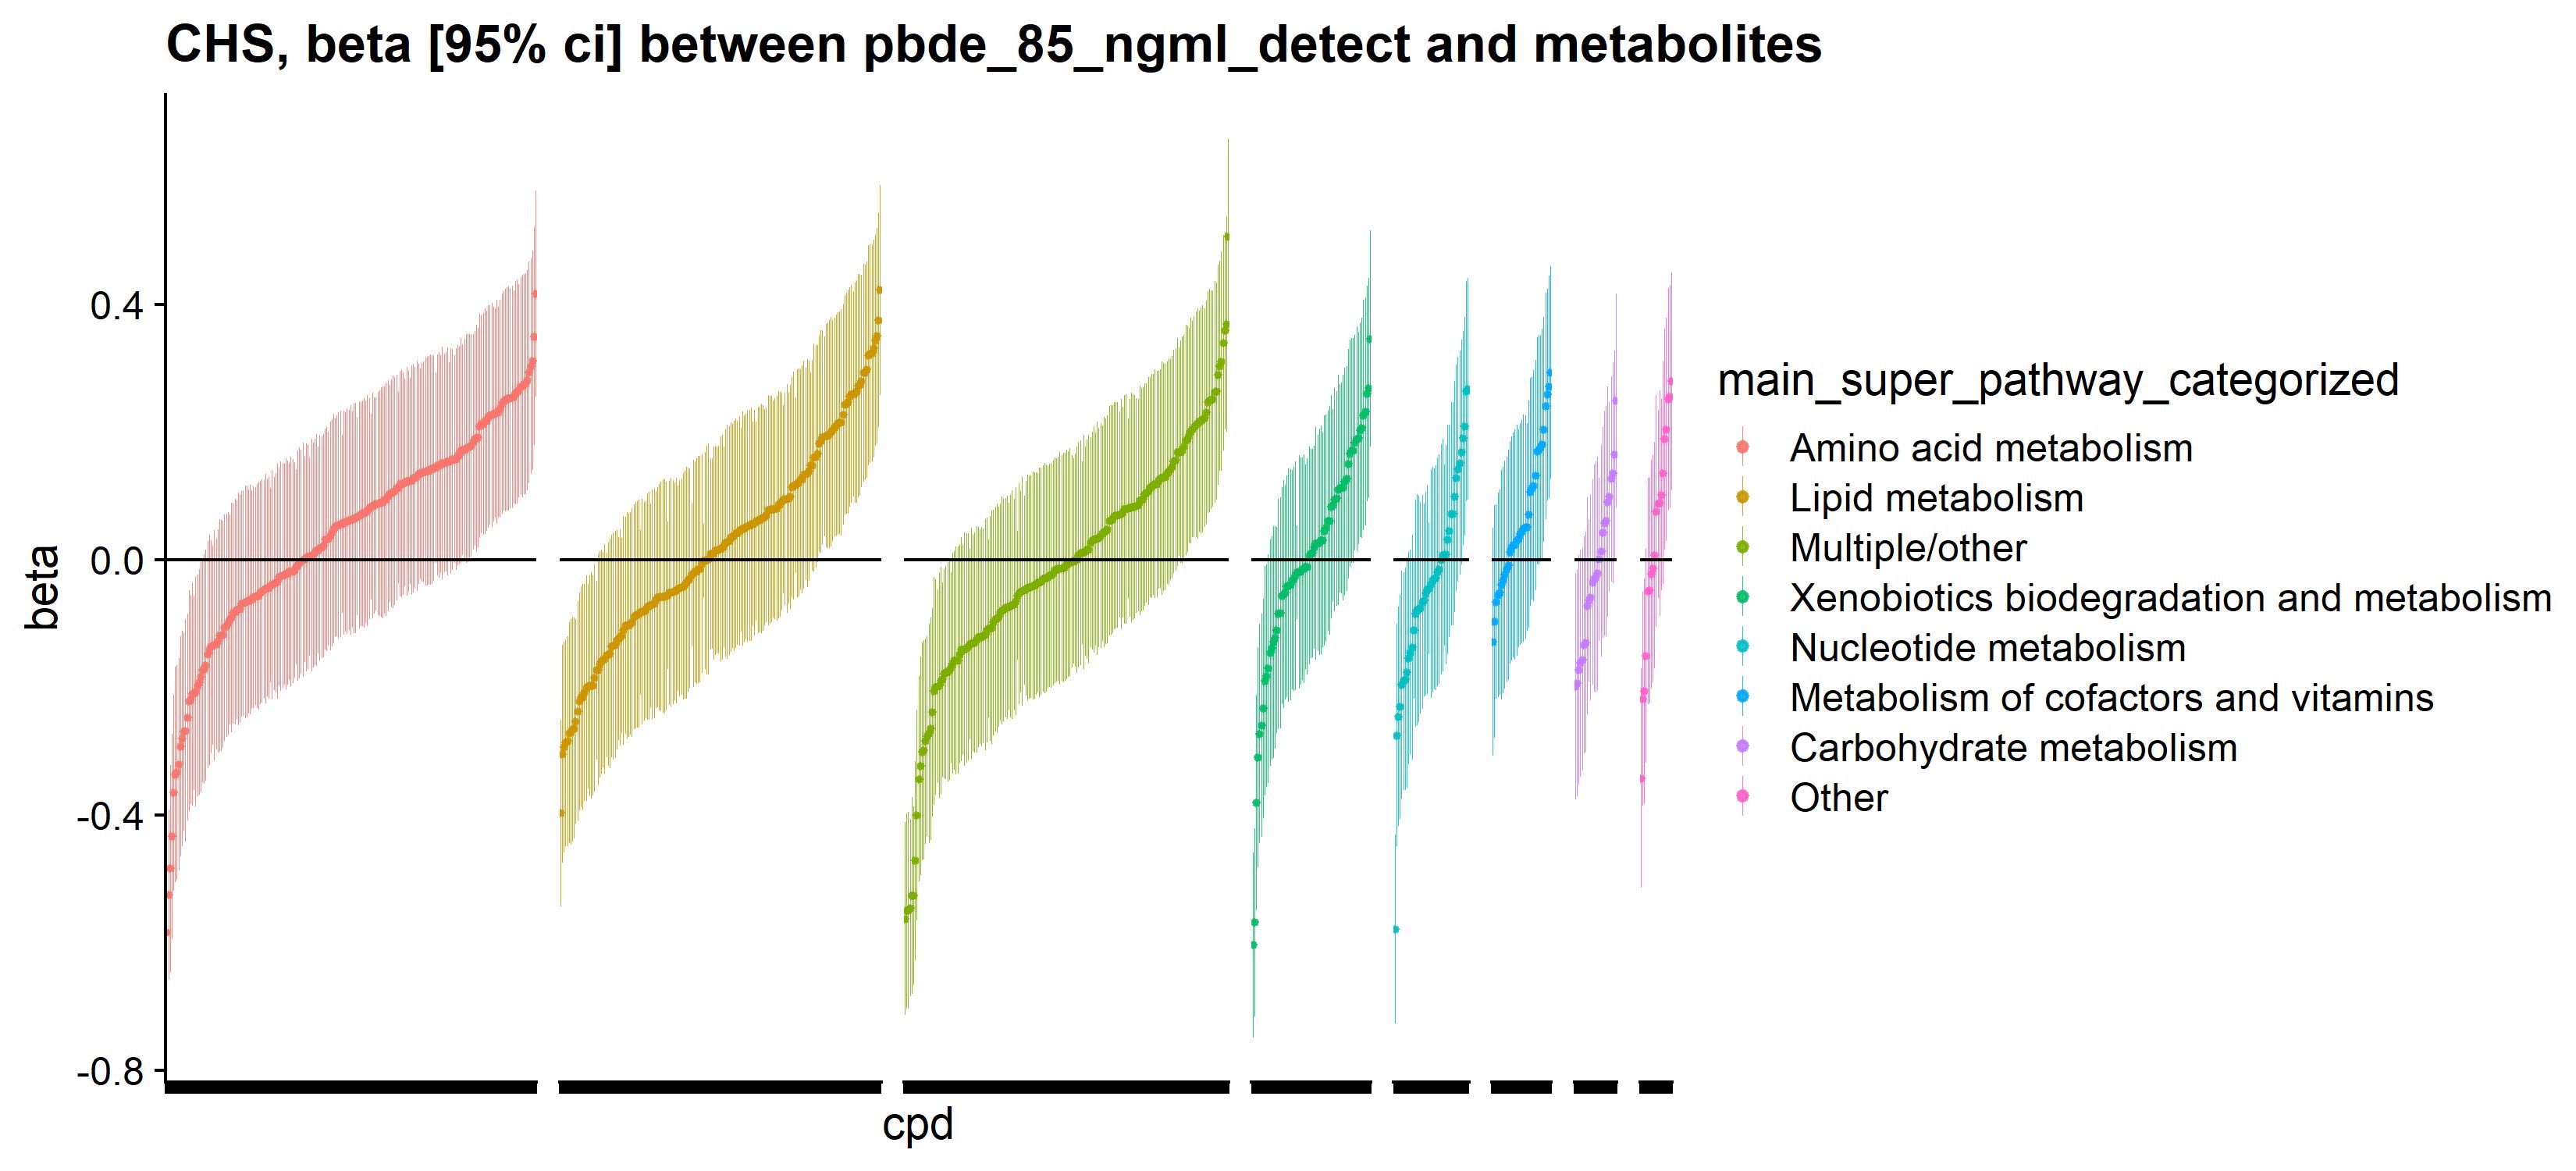 CHS, beta [95% ci] between pbde_85_ngml_detect and metabolites
0.4
0.0
-0.4
-0.8
beta
cpd
main_super_pathway_categorized
Amino acid metabolism
Lipid metabolism
Multiple/other
Xenobiotics biodegradation and metabolism
Nucleotide metabolism
Metabolism of cofactors and vitamins
Carbohydrate metabolism
Other